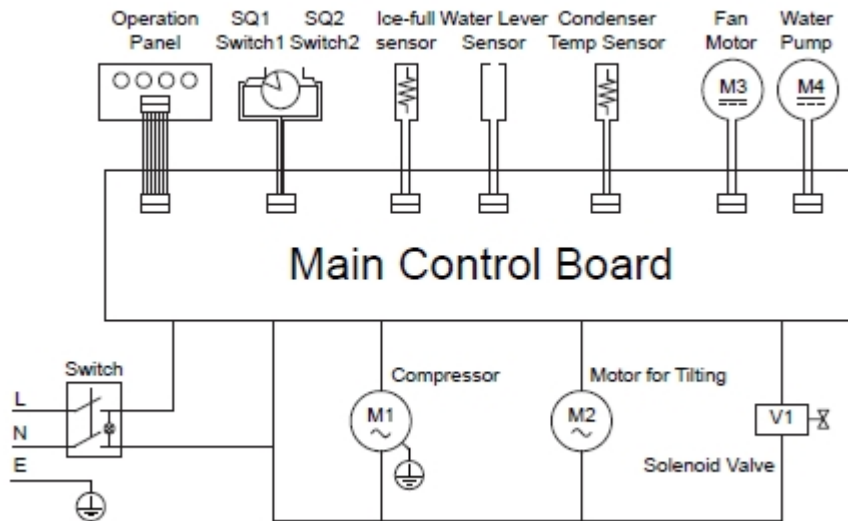 Operation
Panel
SQ1
Switch1
SQ2
Switch2
Ice-full
sensor
Water Lever
Sensor
Condenser
Temp Sensor
Fan
Motor
Water
Pump
M3
M4
Main Control Board
Switch
L
N
E
Compressor
M1
Motor for Tilting
M2
V1
Solenoid Valve